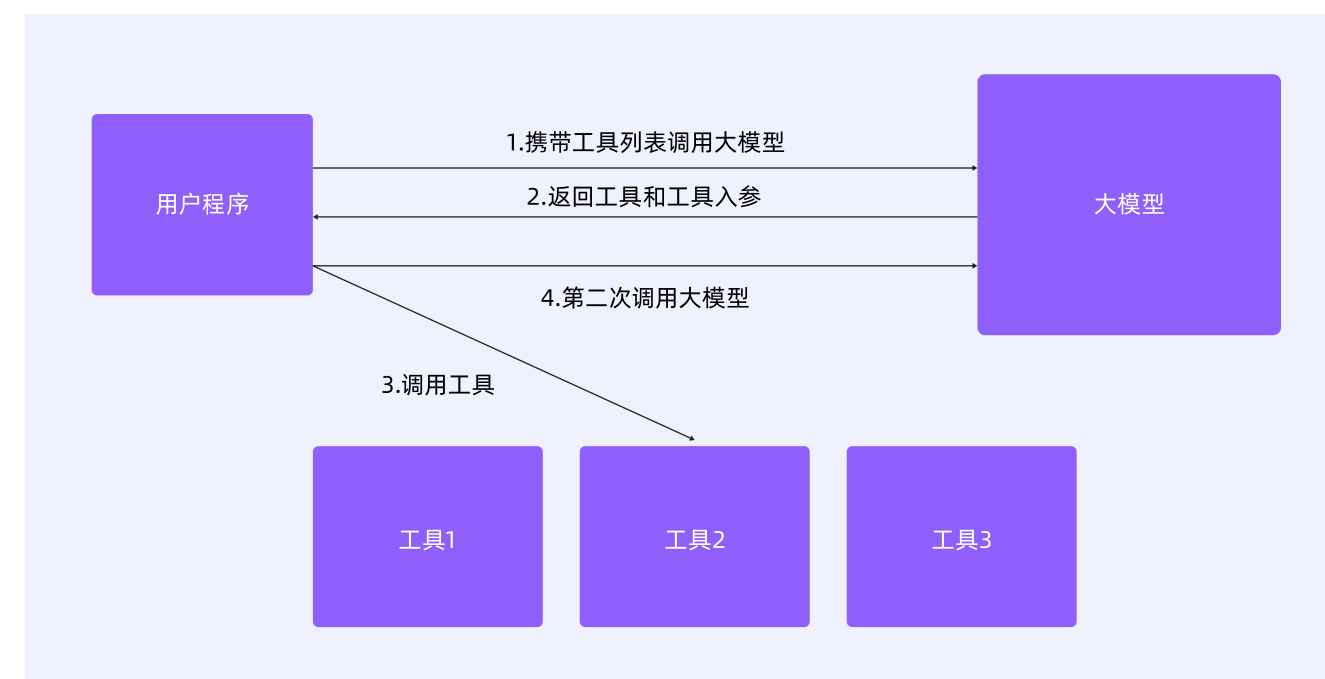 1.携带工具列表调用大模型
用户程序
2.返回工具和工具入参
大模型
4.第二次调用大模型
3.调用工具
工具1
工具2
工具3